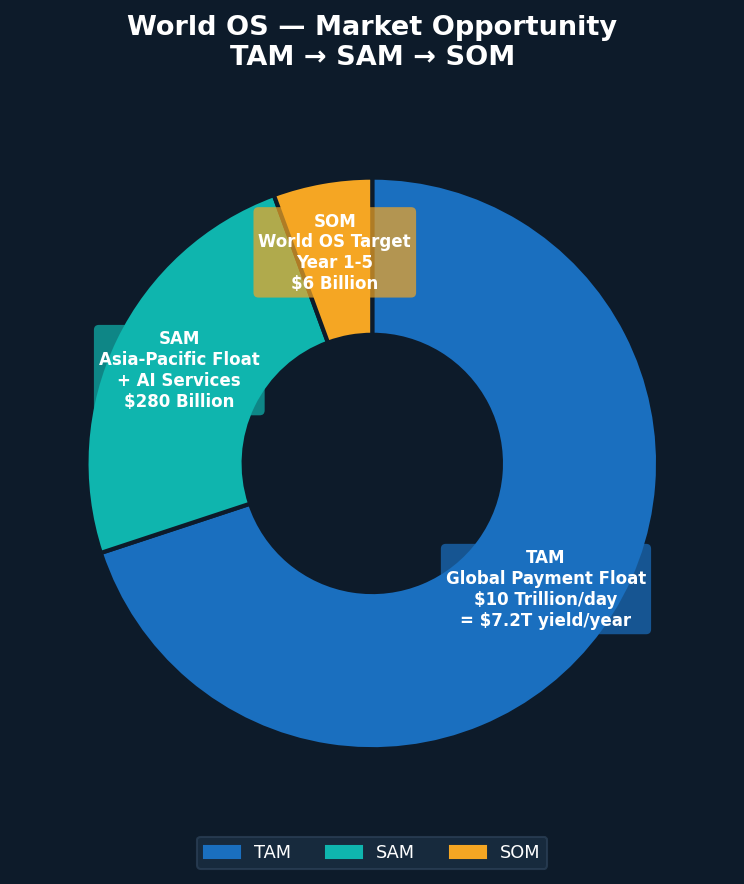 World OS — Market Opportunity
TAM → SAM → SOM
SOM
World OS Target
Year 1-5
$6 Billion
SAM
Asia-Pacific Float
+ AI Services
$280 Billion
TAM
Global Payment Float
$10 Trillion/day
= $7.2T yield/year
TAM
SAM
SOM